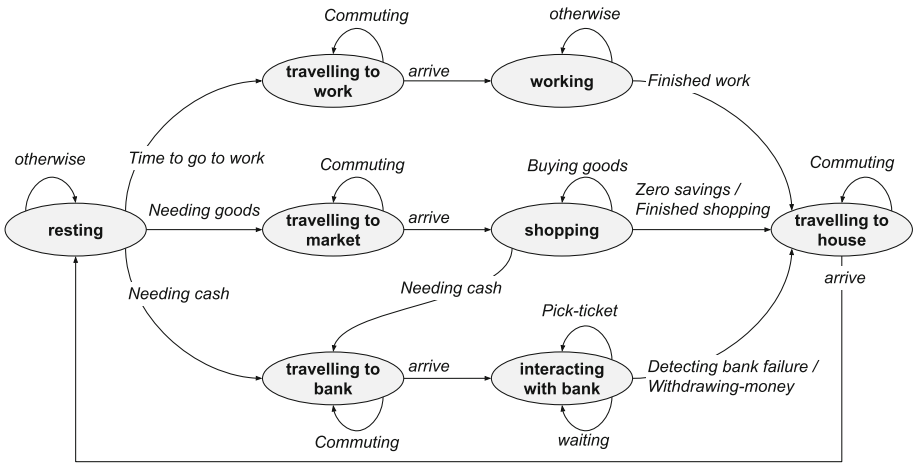 Commuting
otherwise
travelling to
work
arrive
working
Finished work
otherwise
Time to go to work
Commuting
Buying goods
Commuting
resting
Needing goods
travelling to
market
arrive
shopping
Zero savings /
Finished shopping
travelling to
house
Needing cash
Needing cash
arrive
Pick-ticket
travelling to
bank
arrive
interacting
with bank
Detecting bank failure /
Withdrawing-money
Commuting
waiting